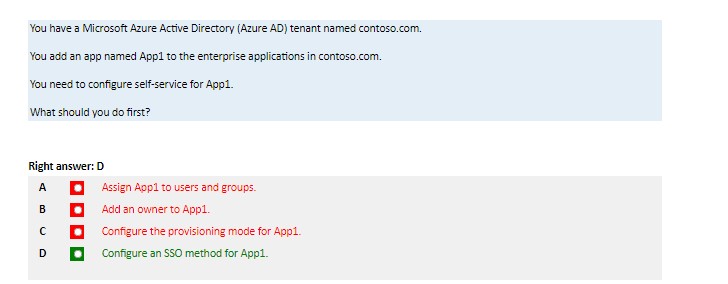 You have a Microsoft Azure Active Directory (Azure AD) tenant named contoso.com.
You add an app named App1 to the enterprise applications in contoso.com.
You need to configure self-service for App1.
What should you do first?
Right answer: D
A Assign App1 to users and groups.
B Add an owner to App1.
C Configure the provisioning mode for App1.
D Configure an SSO method for App1.